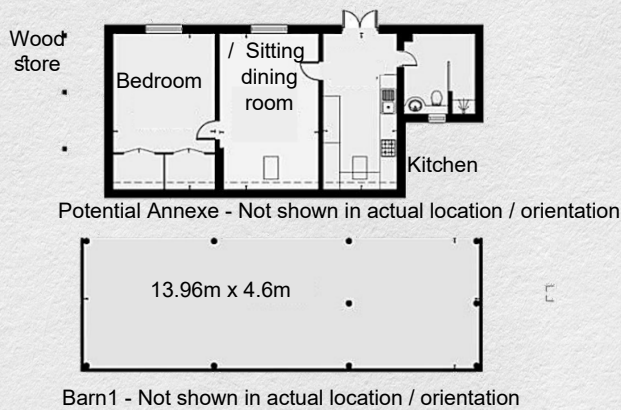 Wood
store
Bedroom
/ Sitting
dining
room
Kitchen
Potential Annexe - Not shown in actual location / orientation
13.96m x 4.6m
Barn1 - Not shown in actual location / orientation